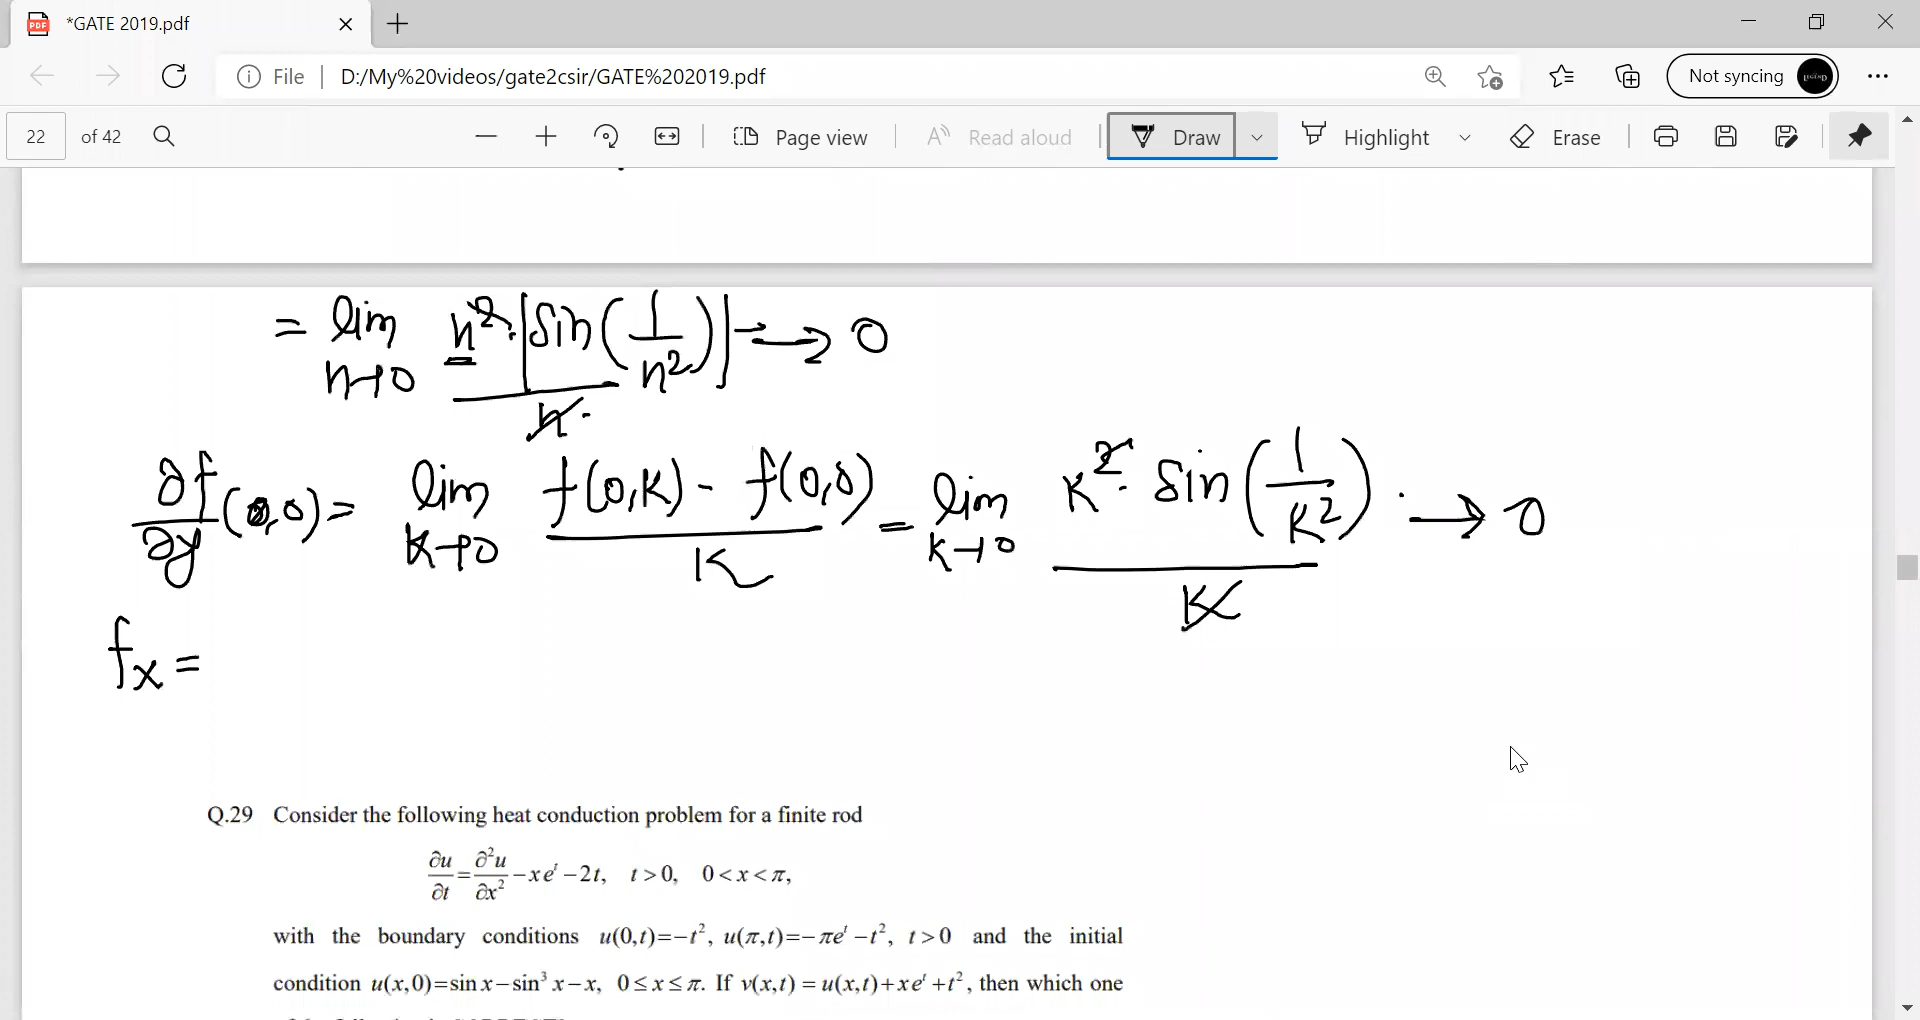 *GATE 2019.pdf
File | D:/My%20videos/gate2csir/GATE%202019.pdf
Not syncing
22 of 42
Page view
Read aloud
Draw
Highlight
Erase
= lim h→0 h²·|sin(1/h²)|/h → 0
∂f/∂y (0,0) = lim k→0 f(0,k) - f(0,0)/k = lim k→0 k²· sin(1/k²)/k → 0
fx =
Q.29 Consider the following heat conduction problem for a finite rod
∂u/∂t = ∂²u/∂x² − xeᵗ − 2t, t > 0, 0 < x < π,
with the boundary conditions u(0,t)=−t², u(π,t)=−πeᵗ −t², t>0 and the initial
condition u(x,0)=sin x−sin³ x−x, 0≤x≤π. If v(x,t) = u(x,t)+xeᵗ+t², then which one